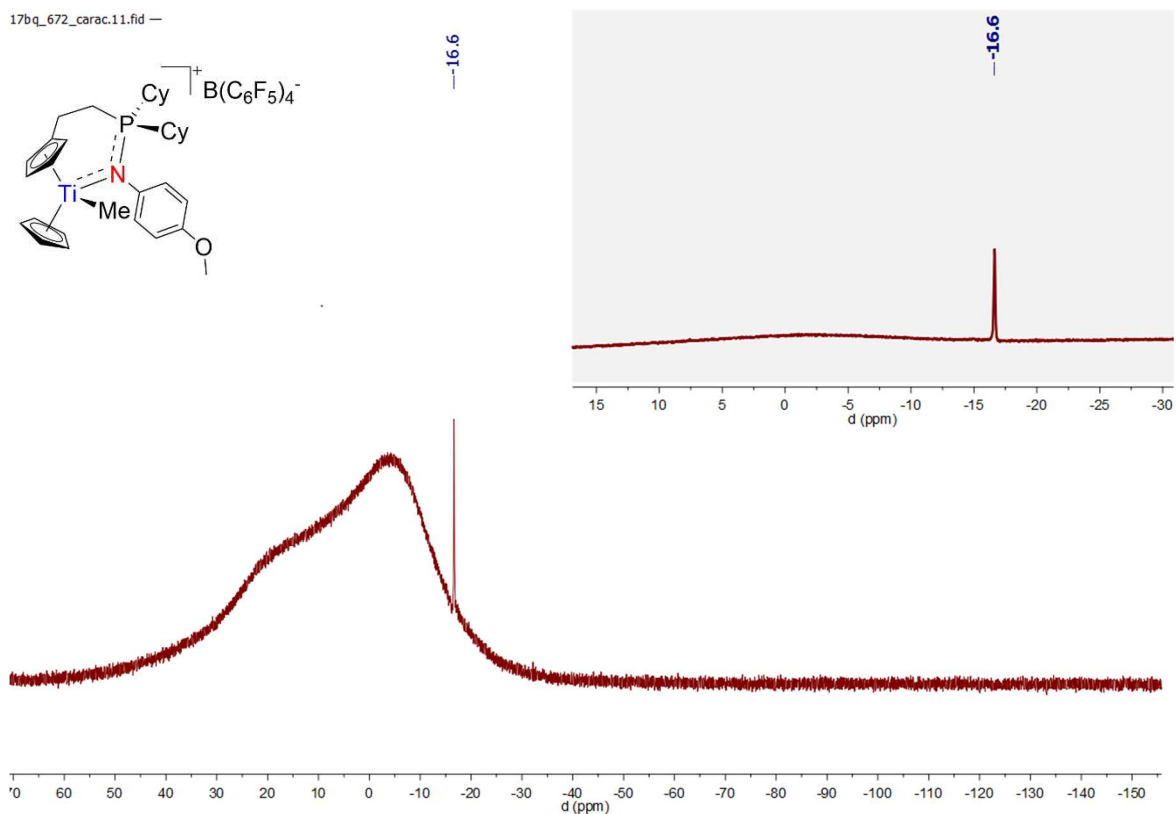 17bq_672_carac.11.fid —
-16.6
-16.6
Cy
+
B(C6F5)4-
P
Cy
N
Ti
Me
O
15 10 5 0 -5 -10 -15 -20 -25 -30
d (ppm)
70 60 50 40 30 20 10 0 -10 -20 -30 -40 -50 -60 -70 -80 -90 -100 -110 -120 -130 -140 -150
d (ppm)